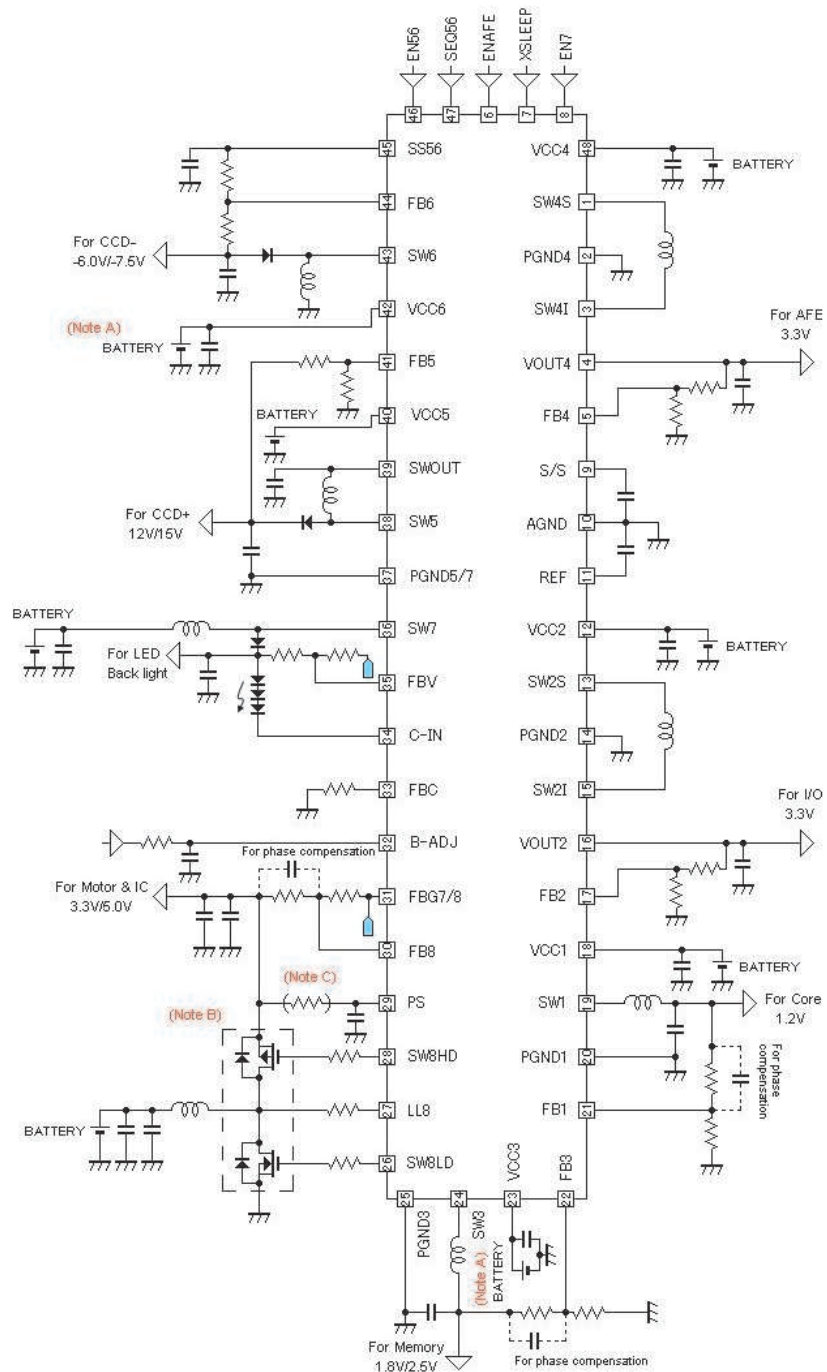 EN56
SEQ56
ENAFE
XSLEEP
EN7
46
47
6
7
8
45 SS56
VCC4 48
BATTERY
44 FB6
SW4S 1
For CCD-
-6.0V/-7.5V
43 SW6
PGND4 2
42 VCC6
SW4I 3
(Note A)
BATTERY
For AFE
3.3V
41 FB5
VOUT4 4
BATTERY
40 VCC5
FB4 5
39 SWOUT
S/S 9
For CCD+
12V/15V
38 SW5
AGND 10
37 PGND5/7
REF 11
BATTERY
36 SW7
VCC2 12
BATTERY
For LED
Back light
35 FBV
SW2S 13
34 C-IN
PGND2 14
33 FBC
SW2I 15
For I/O
3.3V
32 B-ADJ
VOUT2 16
For phase compensation
For Motor & IC
3.3V/5.0V
31 FBG7/8
FB2 17
30 FB8
VCC1 18
BATTERY
(Note C)
(Note B)
29 PS
SW1 19
For Core
1.2V
28 SW8HD
PGND1 20
For phase
compensation
BATTERY
27 LL8
FB1 21
26 SW8LD
25 PGND3
24 SW3
23 VCC3
22 FB3
(Note A)
BATTERY
For Memory
1.8V/2.5V
For phase compensation